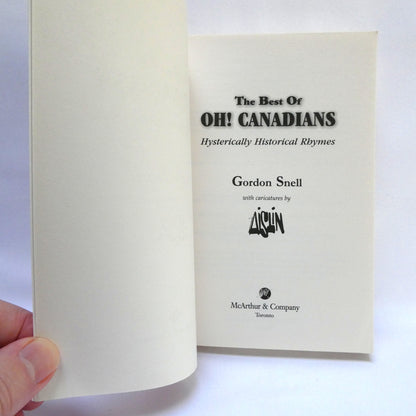 The Best Of
OH! CANADIANS
Hysterically Historical Rhymes
Gordon Snell
with caricatures by
AISLIN
McArthur & Company
Toronto